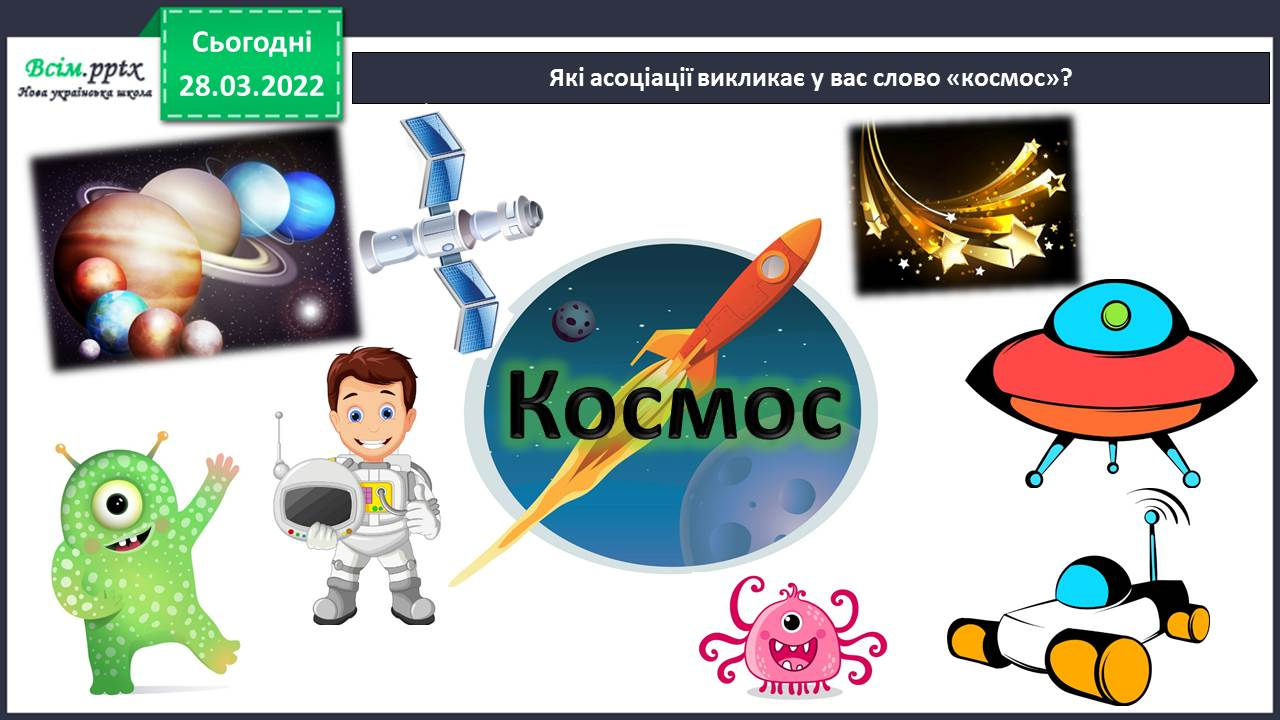 Сьогодні
28.03.2022
Всім.pptx
Нова українська школа
Які асоціації викликає у вас слово «космос»?
Космос